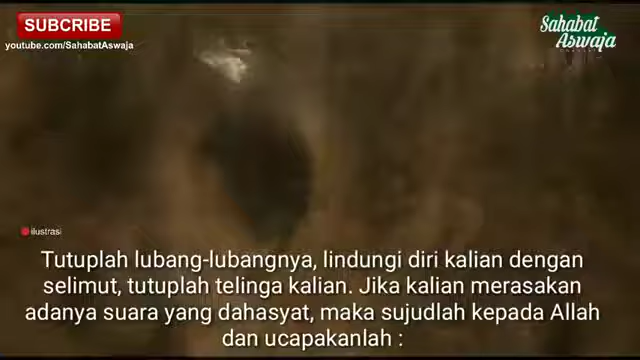 SUBCRIBE
youtube.com/SahabatAswaja
Sahabat
Aswaja
ilustrasi
Tutuplah lubang-lubangnya, lindungi diri kalian dengan
selimut, tutuplah telinga kalian. Jika kalian merasakan
adanya suara yang dahasyat, maka sujudlah kepada Allah
dan ucapakanlah :